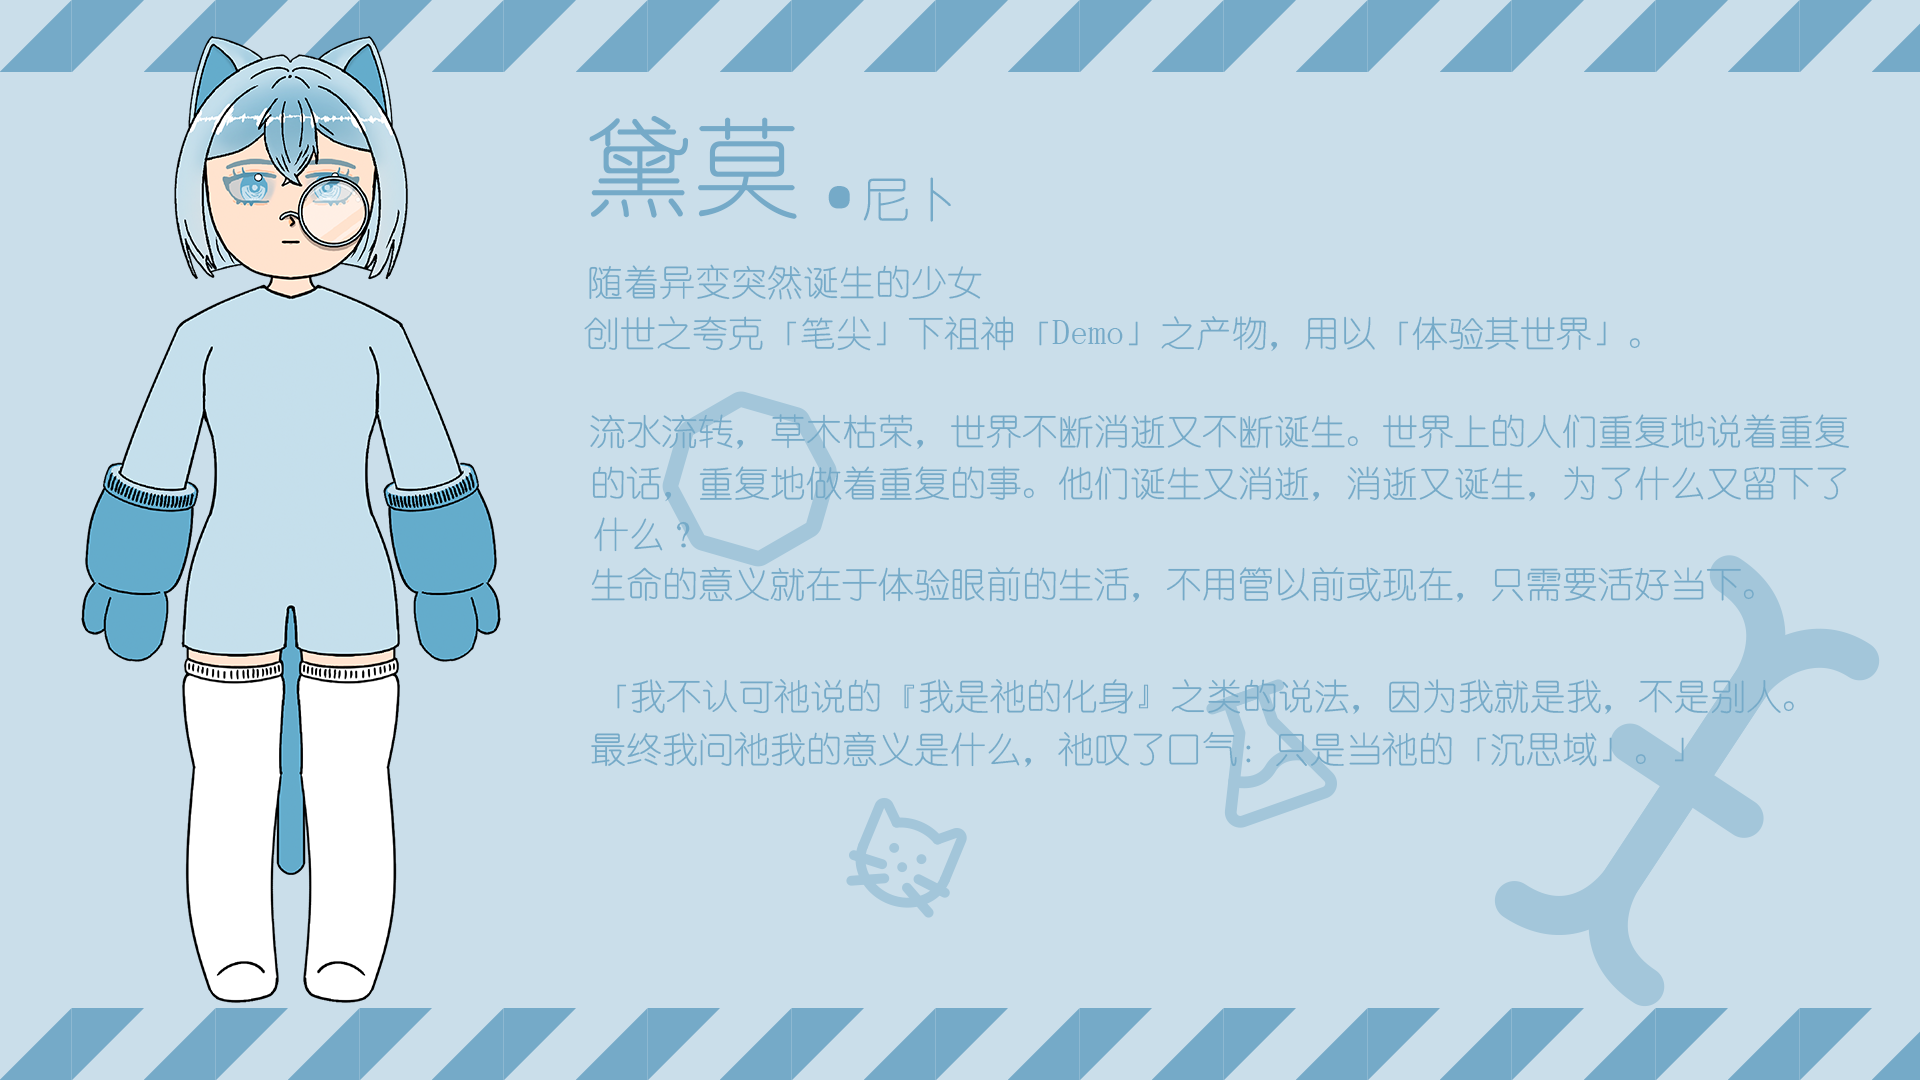 黛莫•尼卜
随着异变突然诞生的少女
创世之夸克「笔尖」下祖神「Demo」之产物，用以「体验其世界」。
流水流转，草木枯荣，世界不断消逝又不断诞生。世界上的人们重复地说着重复
的话，重复地做着重复的事。他们诞生又消逝，消逝又诞生，为了什么又留下了
什么？
生命的意义就在于体验眼前的生活，不用管以前或现在，只需要活好当下。
「我不认可祂说的『我是祂的化身』之类的说法，因为我就是我，不是别人。
最终我问祂我的意义是什么，祂叹了口气：只是当祂的「沉思域」。」